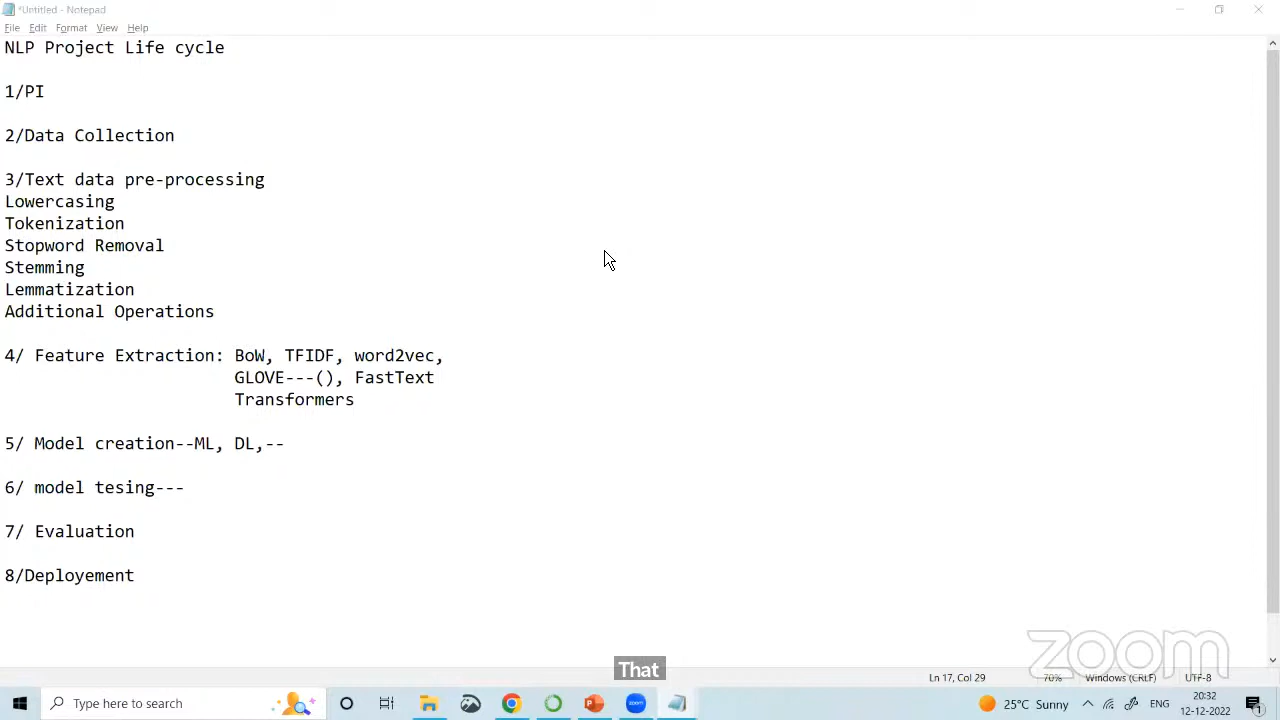 *Untitled - Notepad
File Edit Format View Help
NLP Project Life cycle
1/PI
2/Data Collection
3/Text data pre-processing
Lowercasing
Tokenization
Stopword Removal
Stemming
Lemmatization
Additional Operations
4/ Feature Extraction: BoW, TFIDF, word2vec,
GLOVE---(), FastText
Transformers
5/ Model creation--ML, DL,--
6/ model tesing---
7/ Evaluation
8/Deployement
zoom
That
Ln 17, Col 29 70% Windows (CRLF) UTF-8
Type here to search
zoom
25°C Sunny
ENG
20:32
12-12-2022
1